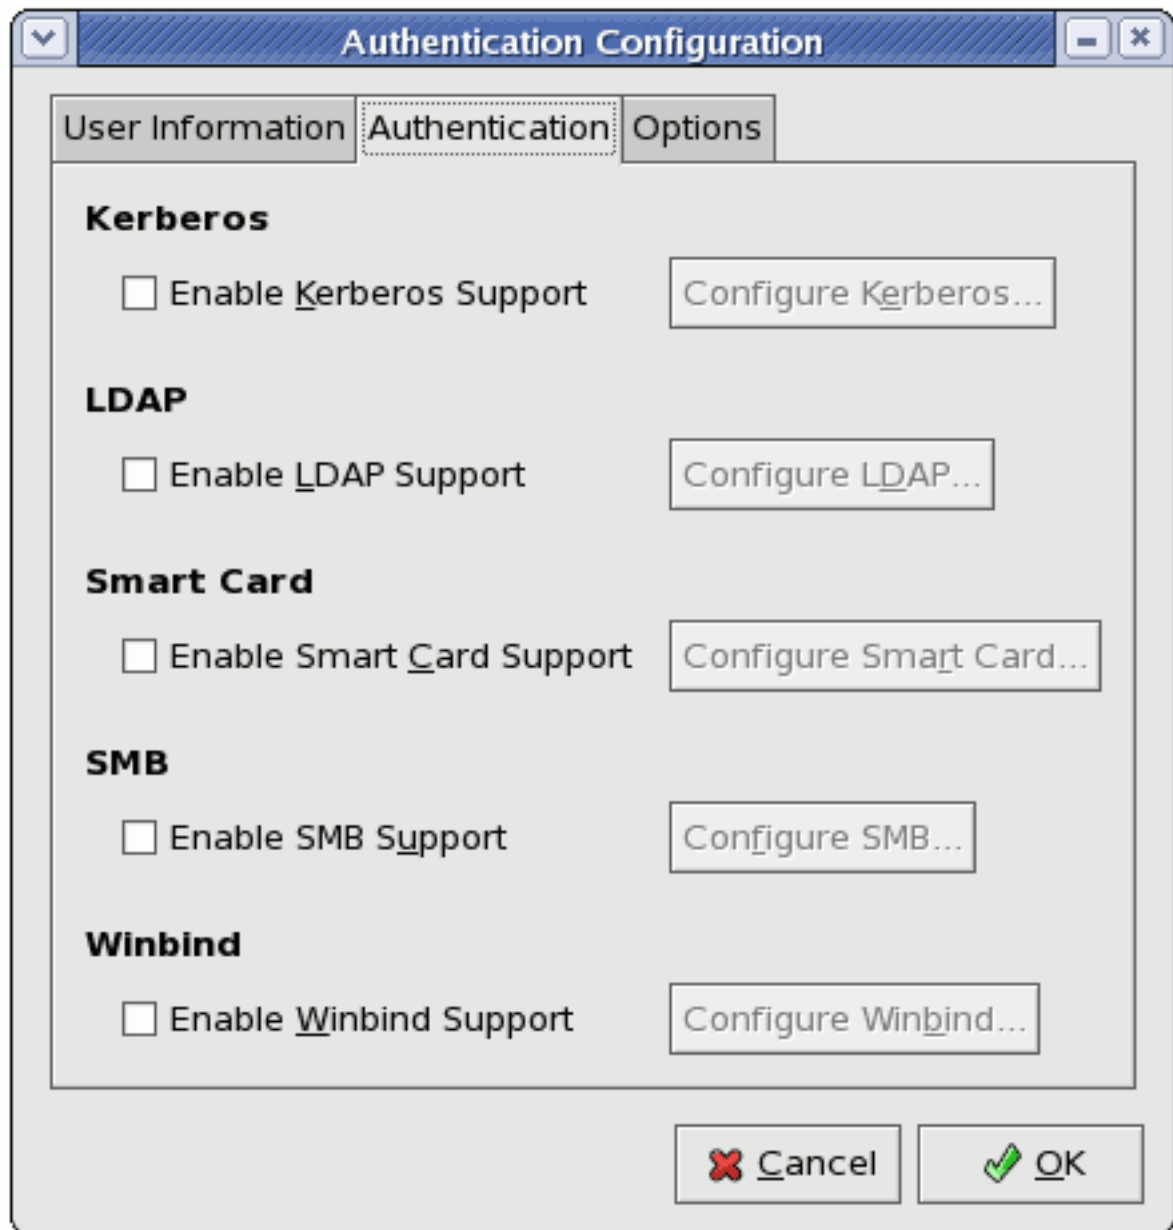 Authentication Configuration
User Information Authentication Options
Kerberos
Enable Kerberos Support Configure Kerberos...
LDAP
Enable LDAP Support Configure LDAP...
Smart Card
Enable Smart Card Support Configure Smart Card...
SMB
Enable SMB Support Configure SMB...
Winbind
Enable Winbind Support Configure Winbind...
Cancel OK